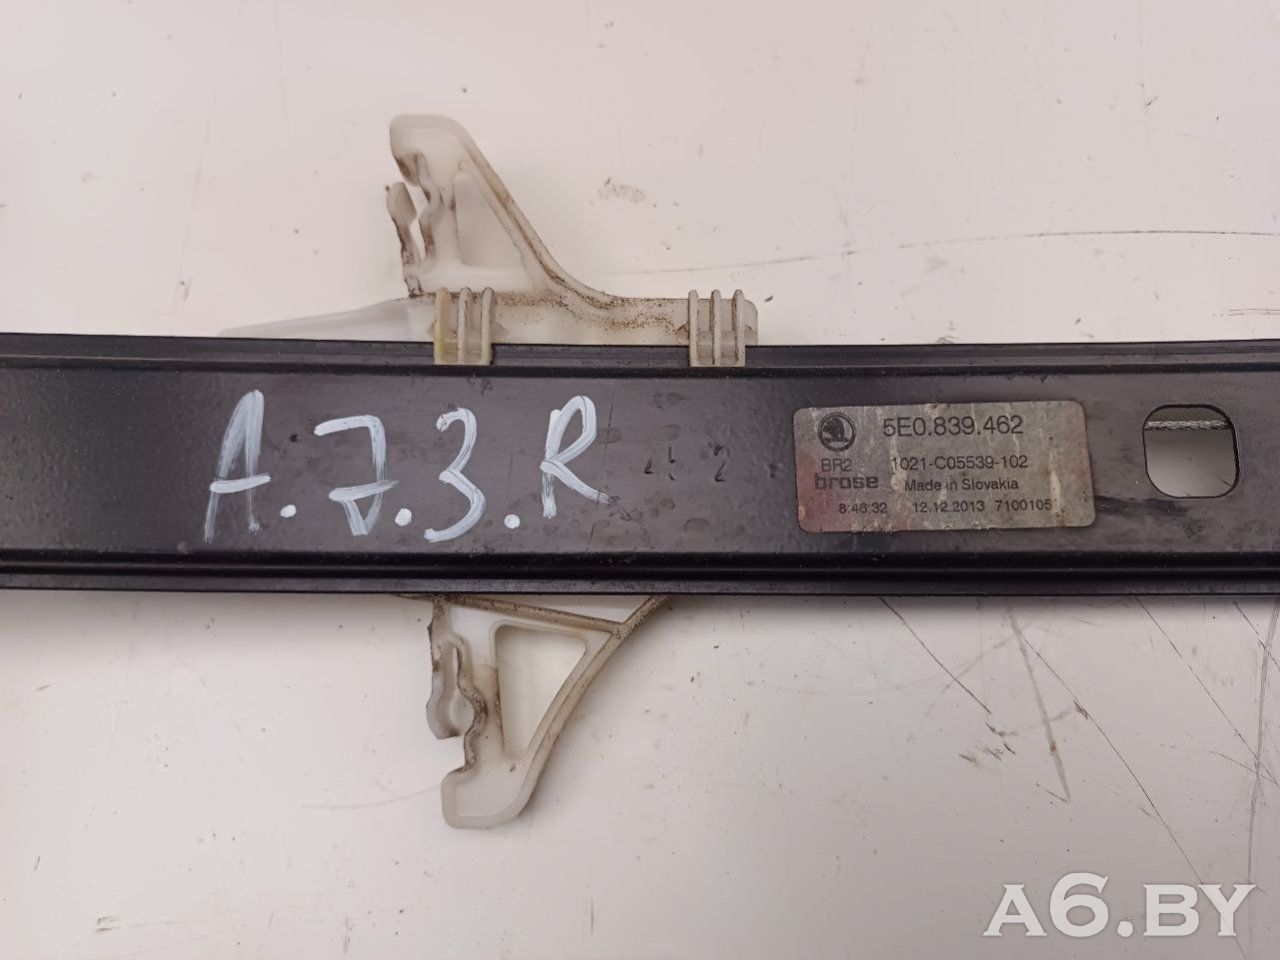 A.7.3.R
42
5E0.839.462
BR2
1021-C05539-102
brose
Made in Slovakia
8:46:32 12.12.2013 7100105
A6.BY